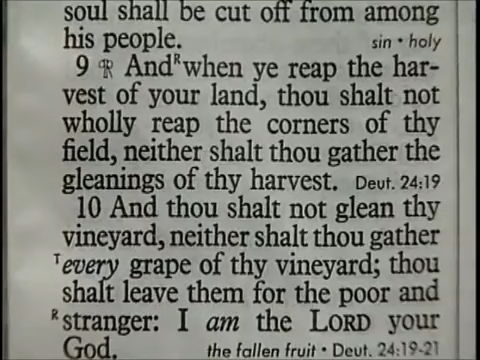 soul shall be cut off from among
his people. sin • holy
9 ¶ AndᴿWhen ye reap the har-
vest of your land, thou shalt not
wholly reap the corners of thy
field, neither shalt thou gather the
gleanings of thy harvest. Deut. 24:19
10 And thou shalt not glean thy
vineyard, neither shalt thou gather
ᵀevery grape of thy vineyard; thou
shalt leave them for the poor and
ᴿstranger: I am the LORD your
God. the fallen fruit • Deut. 24:19-21